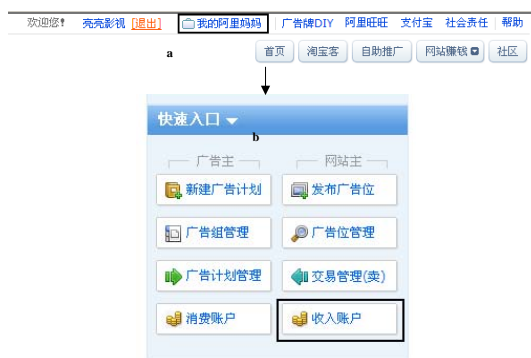 欢迎您! 亮亮影视 [退出] 我的阿里妈妈 广告牌DIY 阿里旺旺 支付宝 社会责任 帮助
a 首页 淘宝客 自助推广 网站赚钱 社区
快速入口
b
广告主 网站主
新建广告计划 发布广告位
广告组管理 广告位管理
广告计划管理 交易管理(卖)
消费账户 收入账户